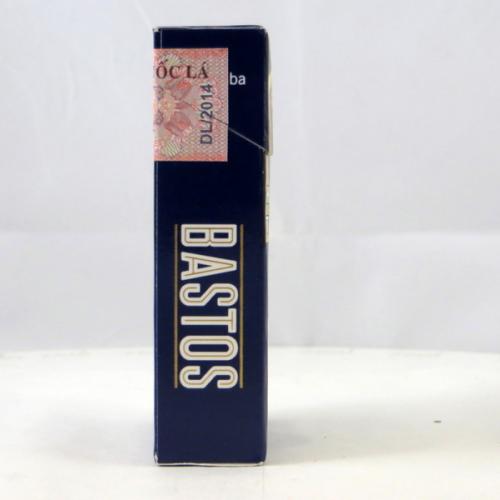 ỐC LÁ
DL/2014
ba
BASTOS